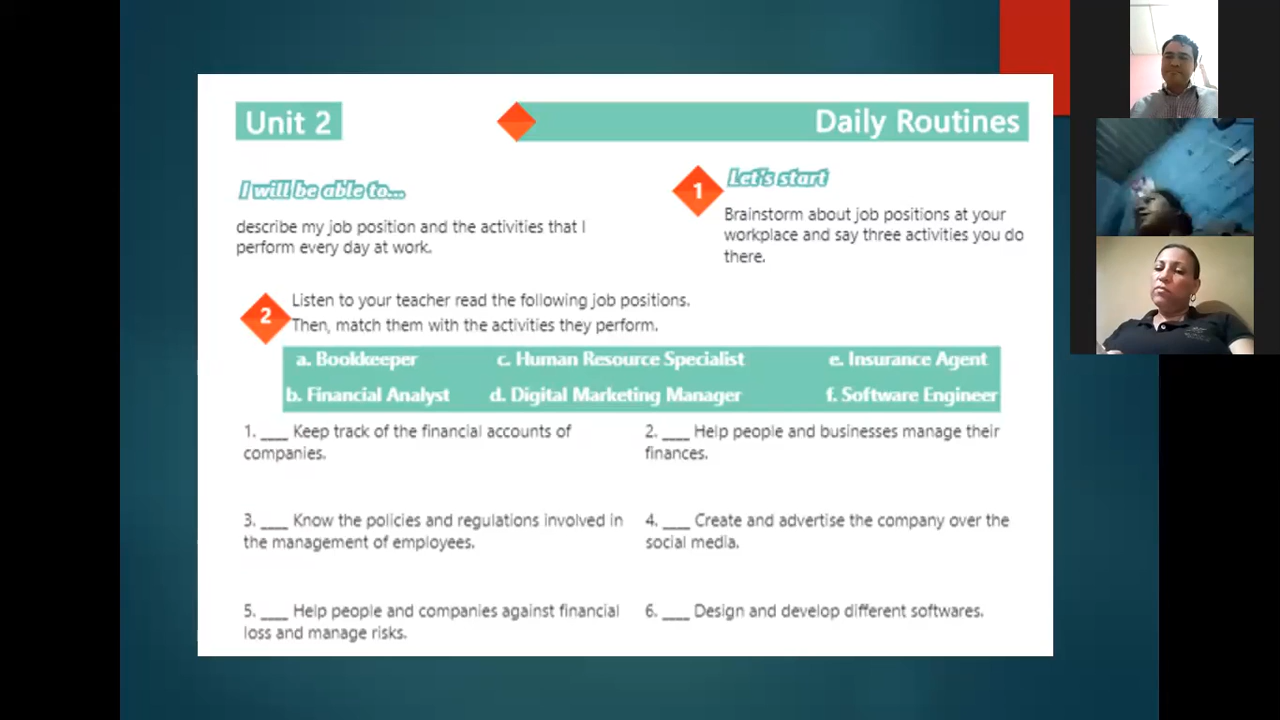 Unit 2
Daily Routines
I will be able to...
describe my job position and the activities that I
perform every day at work.
1
Let's start
Brainstorm about job positions at your
workplace and say three activities you do
there.
2
Listen to your teacher read the following job positions.
Then, match them with the activities they perform.
a. Bookkeeper
c. Human Resource Specialist
e. Insurance Agent
b. Financial Analyst
d. Digital Marketing Manager
f. Software Engineer
1. ____ Keep track of the financial accounts of
companies.
2. ____ Help people and businesses manage their
finances.
3. ____ Know the policies and regulations involved in
the management of employees.
4. ____ Create and advertise the company over the
social media.
5. ____ Help people and companies against financial
loss and manage risks.
6. ____ Design and develop different softwares.